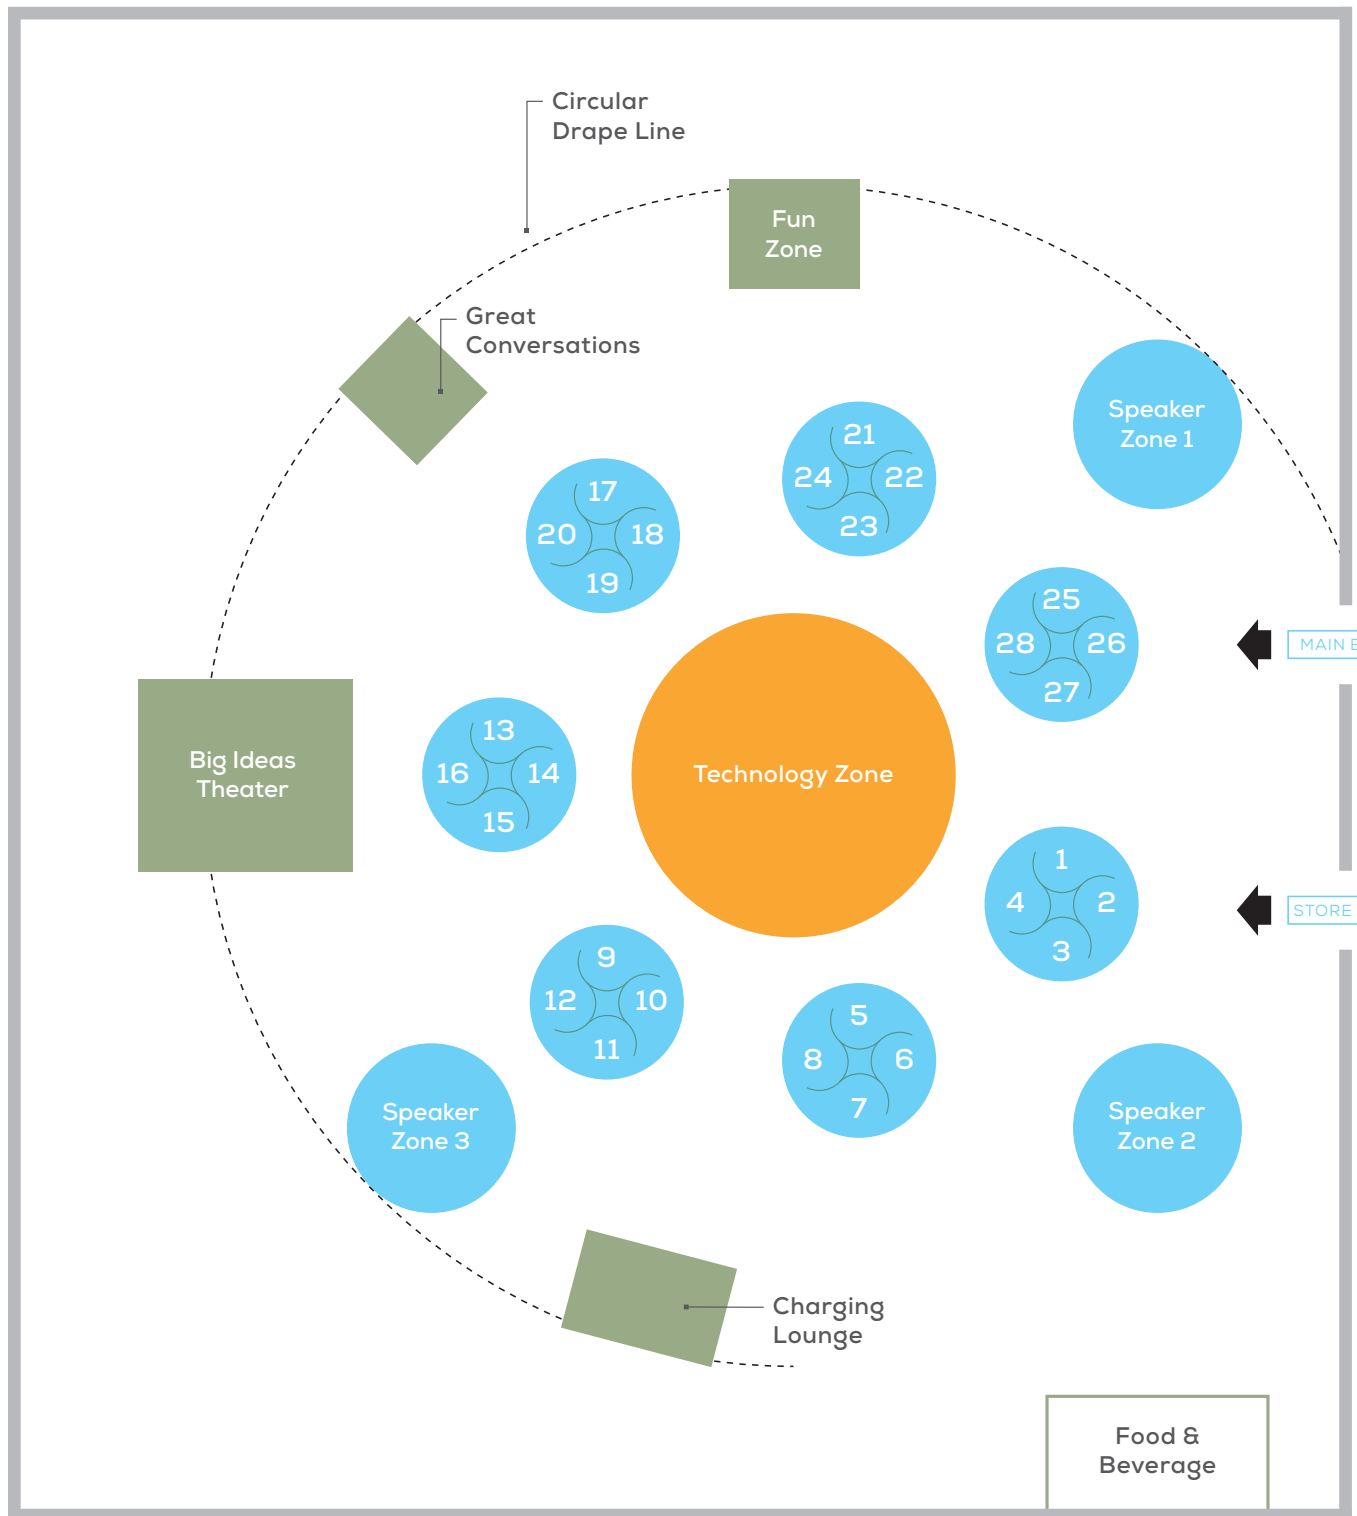 Circular
Drape Line
Fun
Zone
Great
Conversations
Speaker
Zone 1
21
24
22
23
17
20
18
19
25
28
26
27
MAIN
13
16
14
15
Big Ideas
Theater
Technology Zone
1
4
2
3
STORE
9
12
10
11
5
8
6
7
Speaker
Zone 3
Speaker
Zone 2
Charging
Lounge
Food &
Beverage